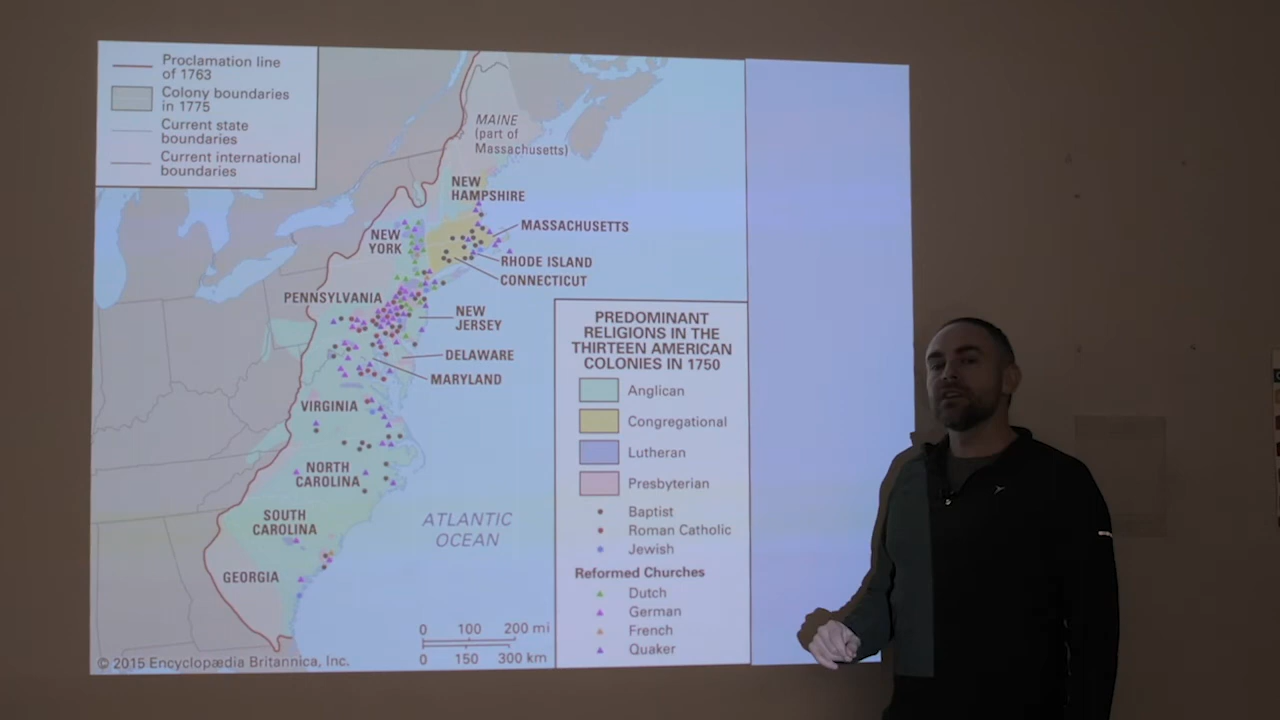 Proclamation line
of 1763
Colony boundaries
in 1775
Current state
boundaries
Current international
boundaries
MAINE
(part of
Massachusetts)
NEW
HAMPSHIRE
MASSACHUSETTS
NEW
YORK
RHODE ISLAND
CONNECTICUT
PENNSYLVANIA
NEW
JERSEY
DELAWARE
MARYLAND
VIRGINIA
NORTH
CAROLINA
SOUTH
CAROLINA
ATLANTIC
OCEAN
GEORGIA
PREDOMINANT
RELIGIONS IN THE
THIRTEEN AMERICAN
COLONIES IN 1750
Anglican
Congregational
Lutheran
Presbyterian
Baptist
Roman Catholic
Jewish
Reformed Churches
Dutch
German
French
Quaker
0 100 200 mi
0 150 300 km
© 2015 Encyclopædia Britannica, Inc.